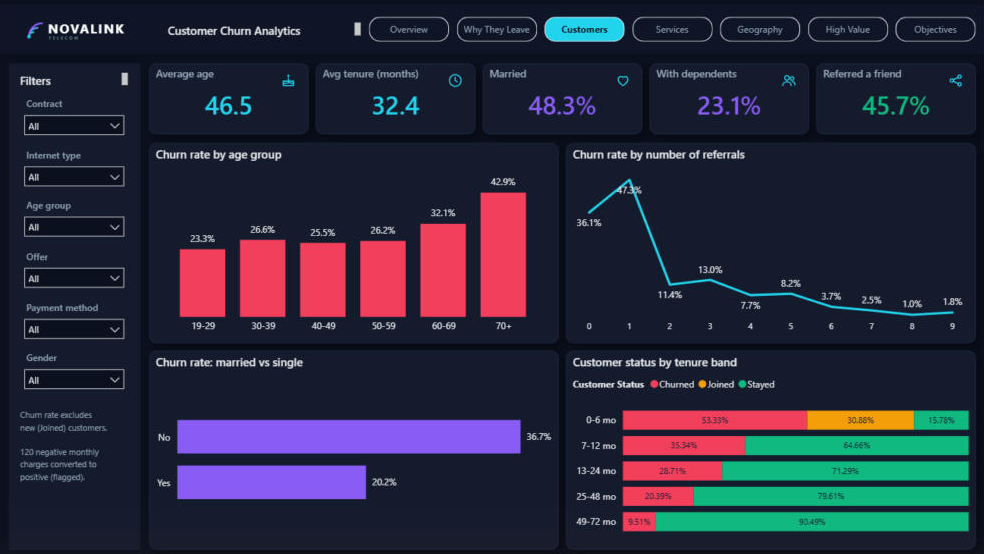 NOVALINK
TELECOM
Customer Churn Analytics
Overview
Why They Leave
Customers
Services
Geography
High Value
Objectives
Filters
Contract
All
Internet type
All
Age group
All
Offer
All
Payment method
All
Gender
All
Churn rate excludes
new (Joined) customers.
120 negative monthly
charges converted to
positive (flagged).
Average age
46.5
Avg tenure (months)
32.4
Married
48.3%
With dependents
23.1%
Referred a friend
45.7%
Churn rate by age group
23.3%
26.6%
25.5%
26.2%
32.1%
42.9%
19-29
30-39
40-49
50-59
60-69
70+
Churn rate by number of referrals
36.1%
47.3%
11.4%
13.0%
7.7%
8.2%
3.7%
2.5%
1.0%
1.8%
0
1
2
3
4
5
6
7
8
9
Churn rate: married vs single
No
36.7%
Yes
20.2%
Customer status by tenure band
Customer Status Churned Joined Stayed
0-6 mo 53.33% 30.88% 15.78%
7-12 mo 35.34% 64.66%
13-24 mo 28.71% 71.29%
25-48 mo 20.39% 79.61%
49-72 mo 9.51% 90.49%